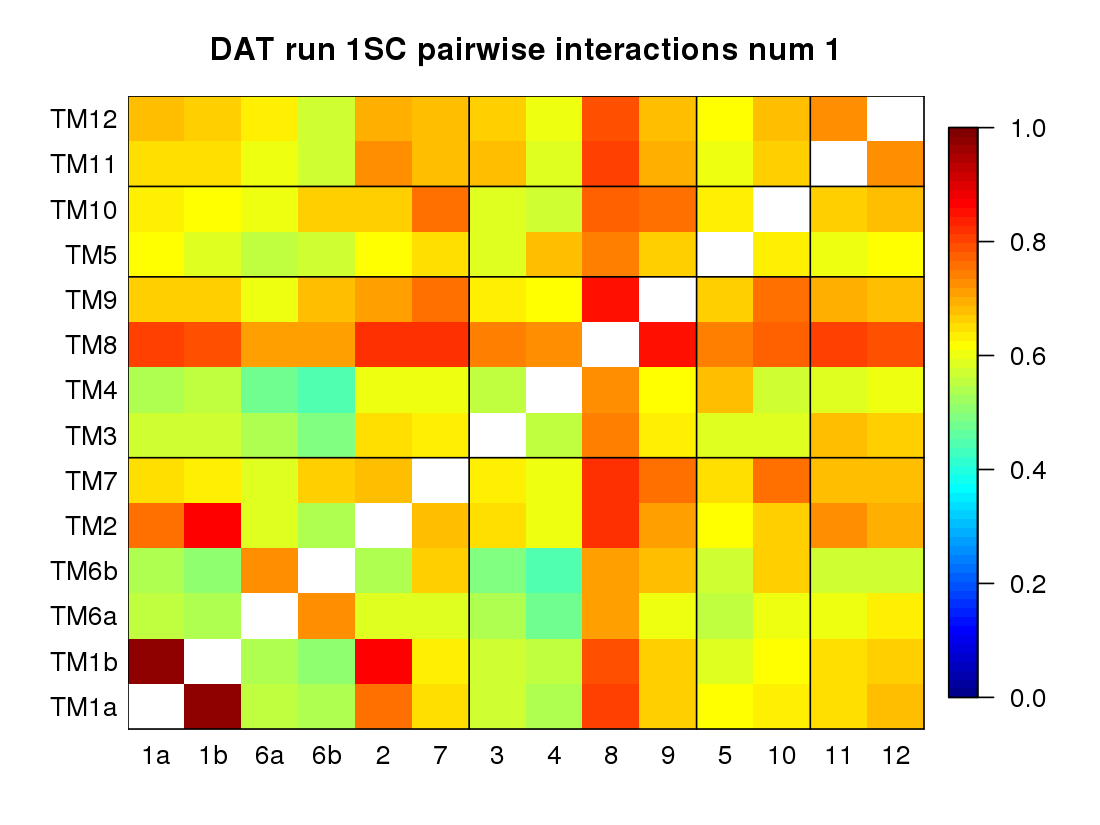 DAT run 1SC pairwise interactions num 1
TM12
TM11
TM10
TM5
TM9
TM8
TM4
TM3
TM7
TM2
TM6b
TM6a
TM1b
TM1a
1a 1b 6a 6b 2 7 3 4 8 9 5 10 11 12
1.0
0.8
0.6
0.4
0.2
0.0